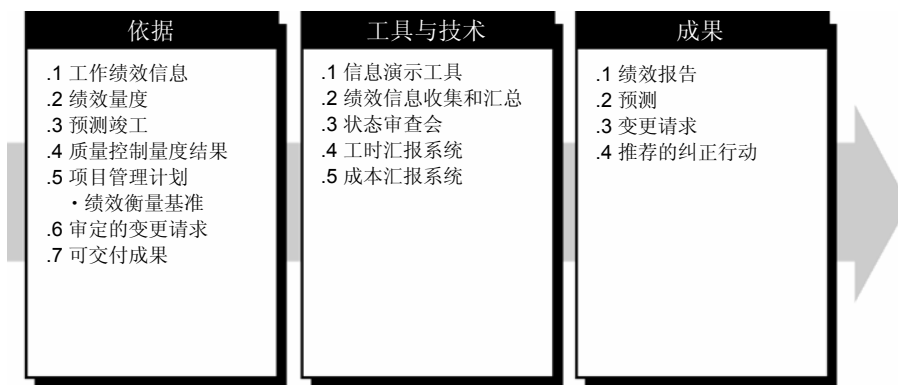 依据
.1 工作绩效信息
.2 绩效量度
.3 预测竣工
.4 质量控制量度结果
.5 项目管理计划
・绩效衡量基准
.6 审定的变更请求
.7 可交付成果
工具与技术
.1 信息演示工具
.2 绩效信息收集和汇总
.3 状态审查会
.4 工时汇报系统
.5 成本汇报系统
成果
.1 绩效报告
.2 预测
.3 变更请求
.4 推荐的纠正行动